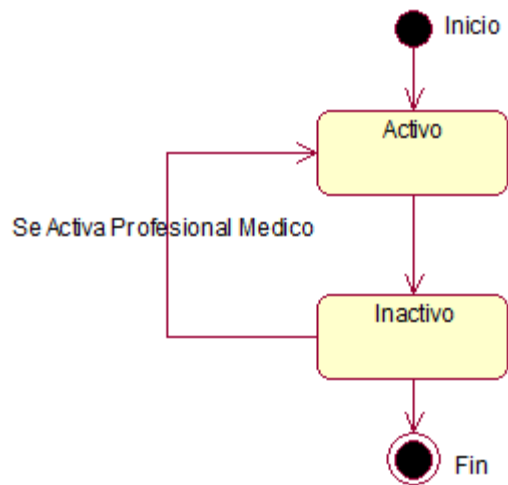 Inicio
Activo
Se Activa Profesional Medico
Inactivo
Fin